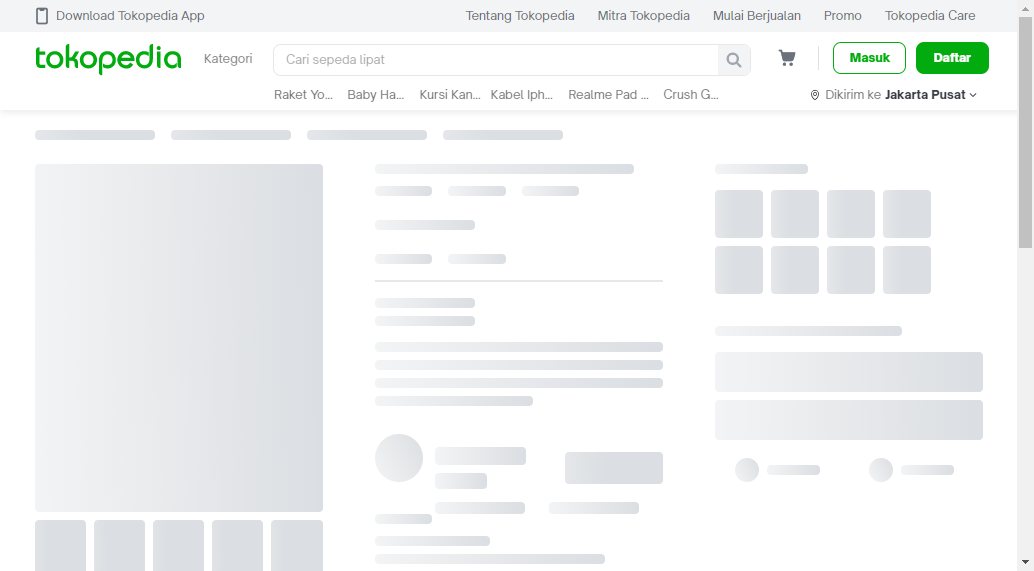 Download Tokopedia App Tentang Tokopedia Mitra Tokopedia Mulai Berjualan Promo Tokopedia Care
tokopedia Kategori Cari sepeda lipat Masuk Daftar
Raket Yo... Baby Ha... Kursi Kan... Kabel Iph... Realme Pad ... Crush G... Dikirim ke Jakarta Pusat